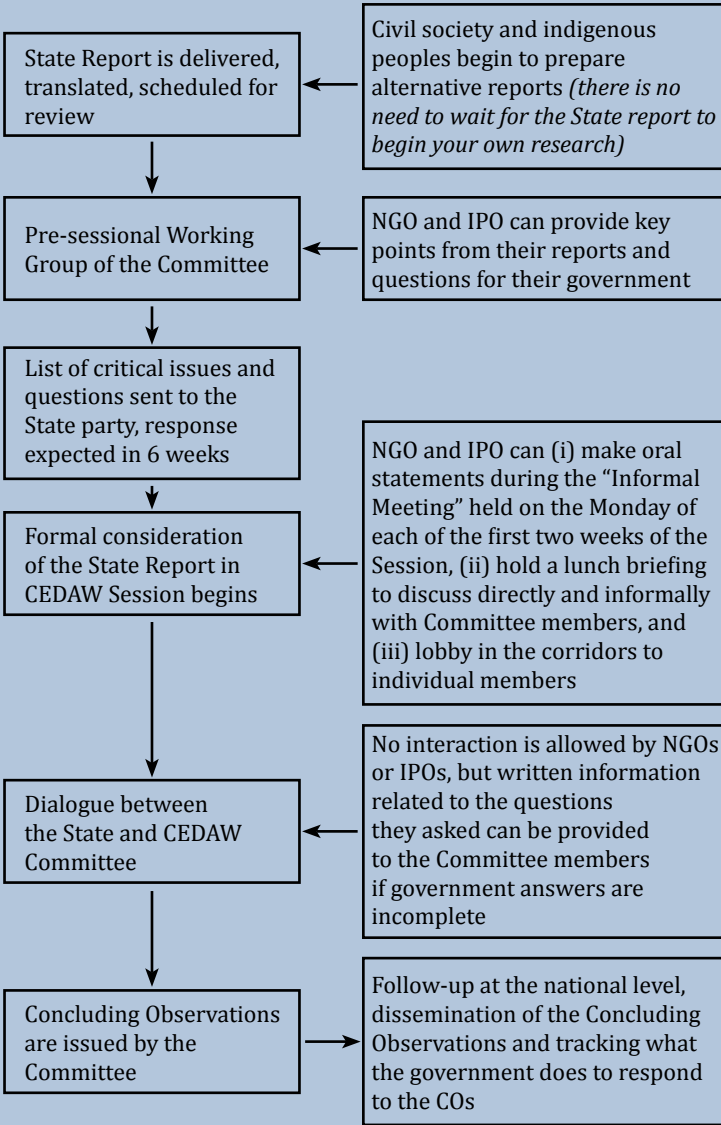 State Report is delivered,
translated, scheduled for
review
Civil society and indigenous
peoples begin to prepare
alternative reports (there is no
need to wait for the State report to
begin your own research)
Pre-sessional Working
Group of the Committee
NGO and IPO can provide key
points from their reports and
questions for their government
List of critical issues and
questions sent to the
State party, response
expected in 6 weeks
Formal consideration
of the State Report in
CEDAW Session begins
NGO and IPO can (i) make oral
statements during the “Informal
Meeting” held on the Monday of
each of the first two weeks of the
Session, (ii) hold a lunch briefing
to discuss directly and informally
with Committee members, and
(iii) lobby in the corridors to
individual members
Dialogue between
the State and CEDAW
Committee
No interaction is allowed by NGOs
or IPOs, but written information
related to the questions
they asked can be provided
to the Committee members
if government answers are
incomplete
Concluding Observations
are issued by the
Committee
Follow-up at the national level,
dissemination of the Concluding
Observations and tracking what
the government does to respond
to the COs